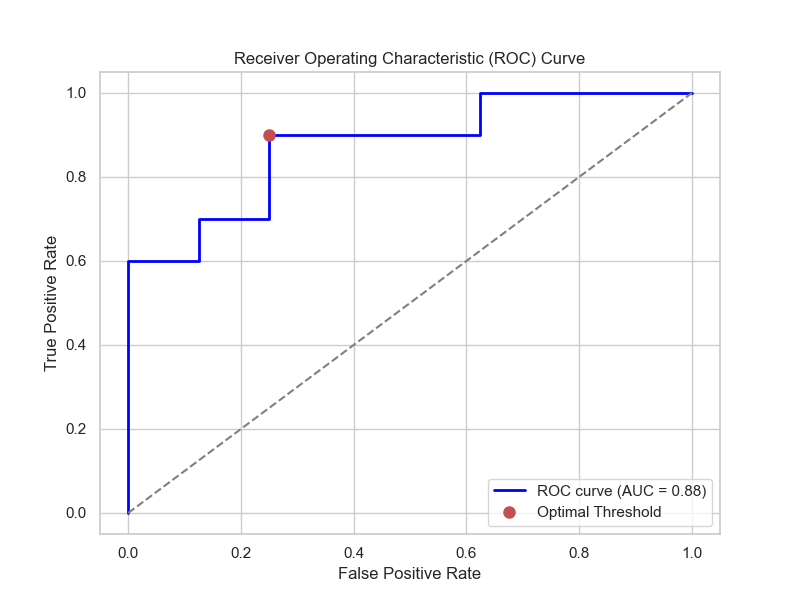 Receiver Operating Characteristic (ROC) Curve
True Positive Rate
1.0
0.8
0.6
0.4
0.2
0.0
0.0 0.2 0.4 0.6 0.8 1.0
False Positive Rate
ROC curve (AUC = 0.88)
Optimal Threshold